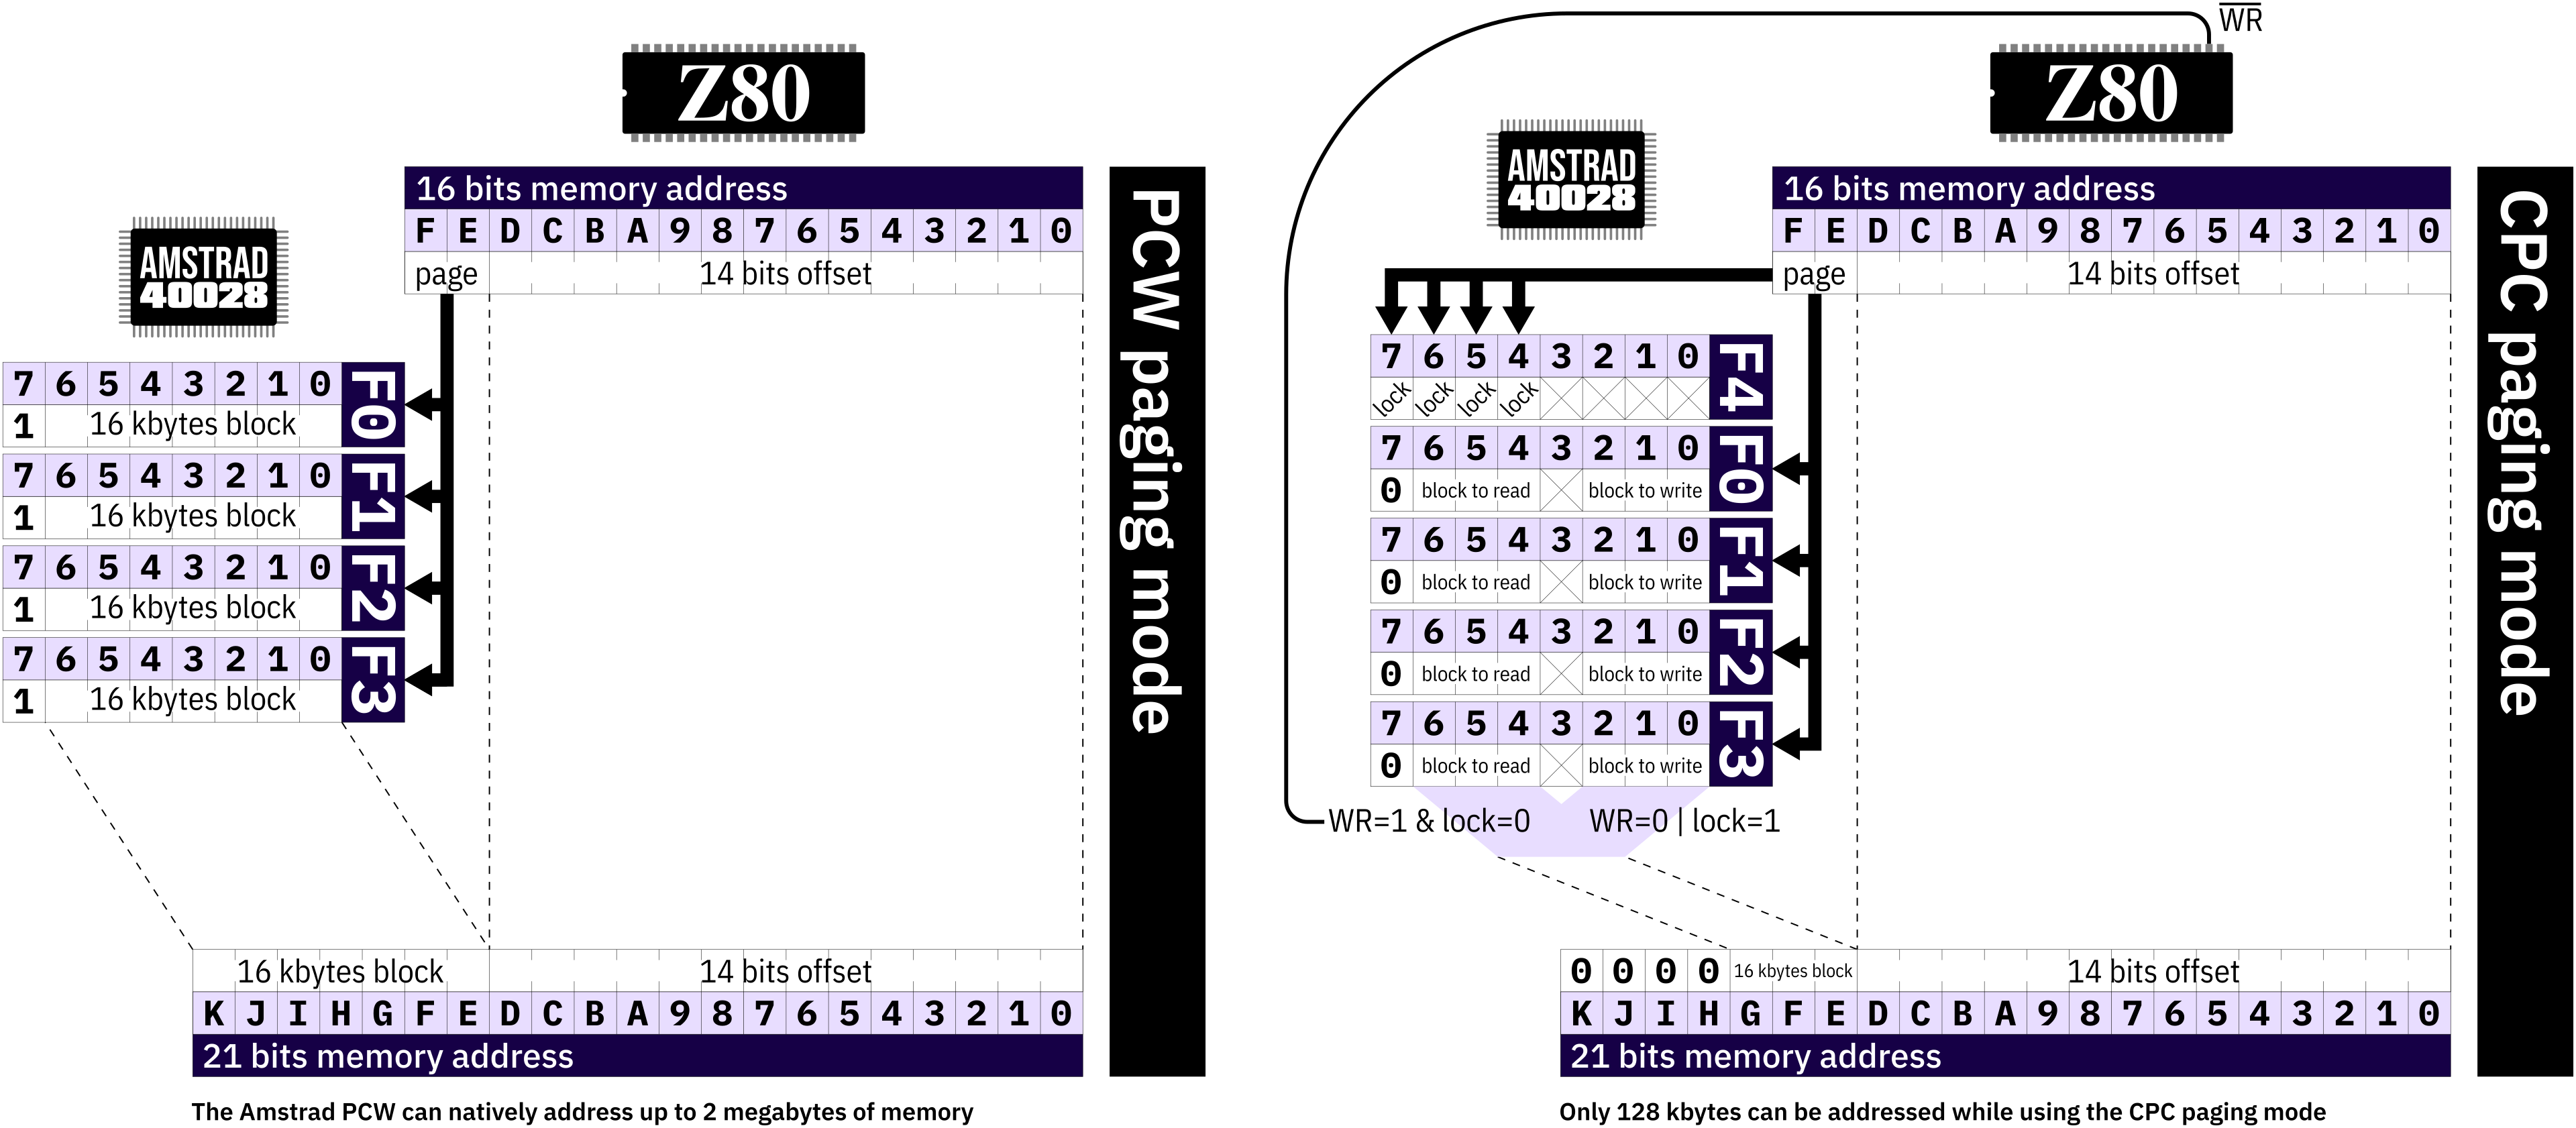 Z80
16 bits memory address
F E D C B A 9 8 7 6 5 4 3 2 1 0
page 14 bits offset
AMSTRAD
40028
7 6 5 4 3 2 1 0 F0
1 16 kbytes block
7 6 5 4 3 2 1 0 F1
1 16 kbytes block
7 6 5 4 3 2 1 0 F2
1 16 kbytes block
7 6 5 4 3 2 1 0 F3
1 16 kbytes block
16 kbytes block 14 bits offset
K J I H G F E D C B A 9 8 7 6 5 4 3 2 1 0
21 bits memory address
The Amstrad PCW can natively address up to 2 megabytes of memory
PCW paging mode
WR
Z80
AMSTRAD
40028
16 bits memory address
F E D C B A 9 8 7 6 5 4 3 2 1 0
page 14 bits offset
7 6 5 4 3 2 1 0 F4
lock lock lock lock
7 6 5 4 3 2 1 0 F0
0 block to read block to write
7 6 5 4 3 2 1 0 F1
0 block to read block to write
7 6 5 4 3 2 1 0 F2
0 block to read block to write
7 6 5 4 3 2 1 0 F3
0 block to read block to write
WR=1 & lock=0 WR=0 | lock=1
0 0 0 0 16 kbytes block 14 bits offset
K J I H G F E D C B A 9 8 7 6 5 4 3 2 1 0
21 bits memory address
Only 128 kbytes can be addressed while using the CPC paging mode
CPC paging mode